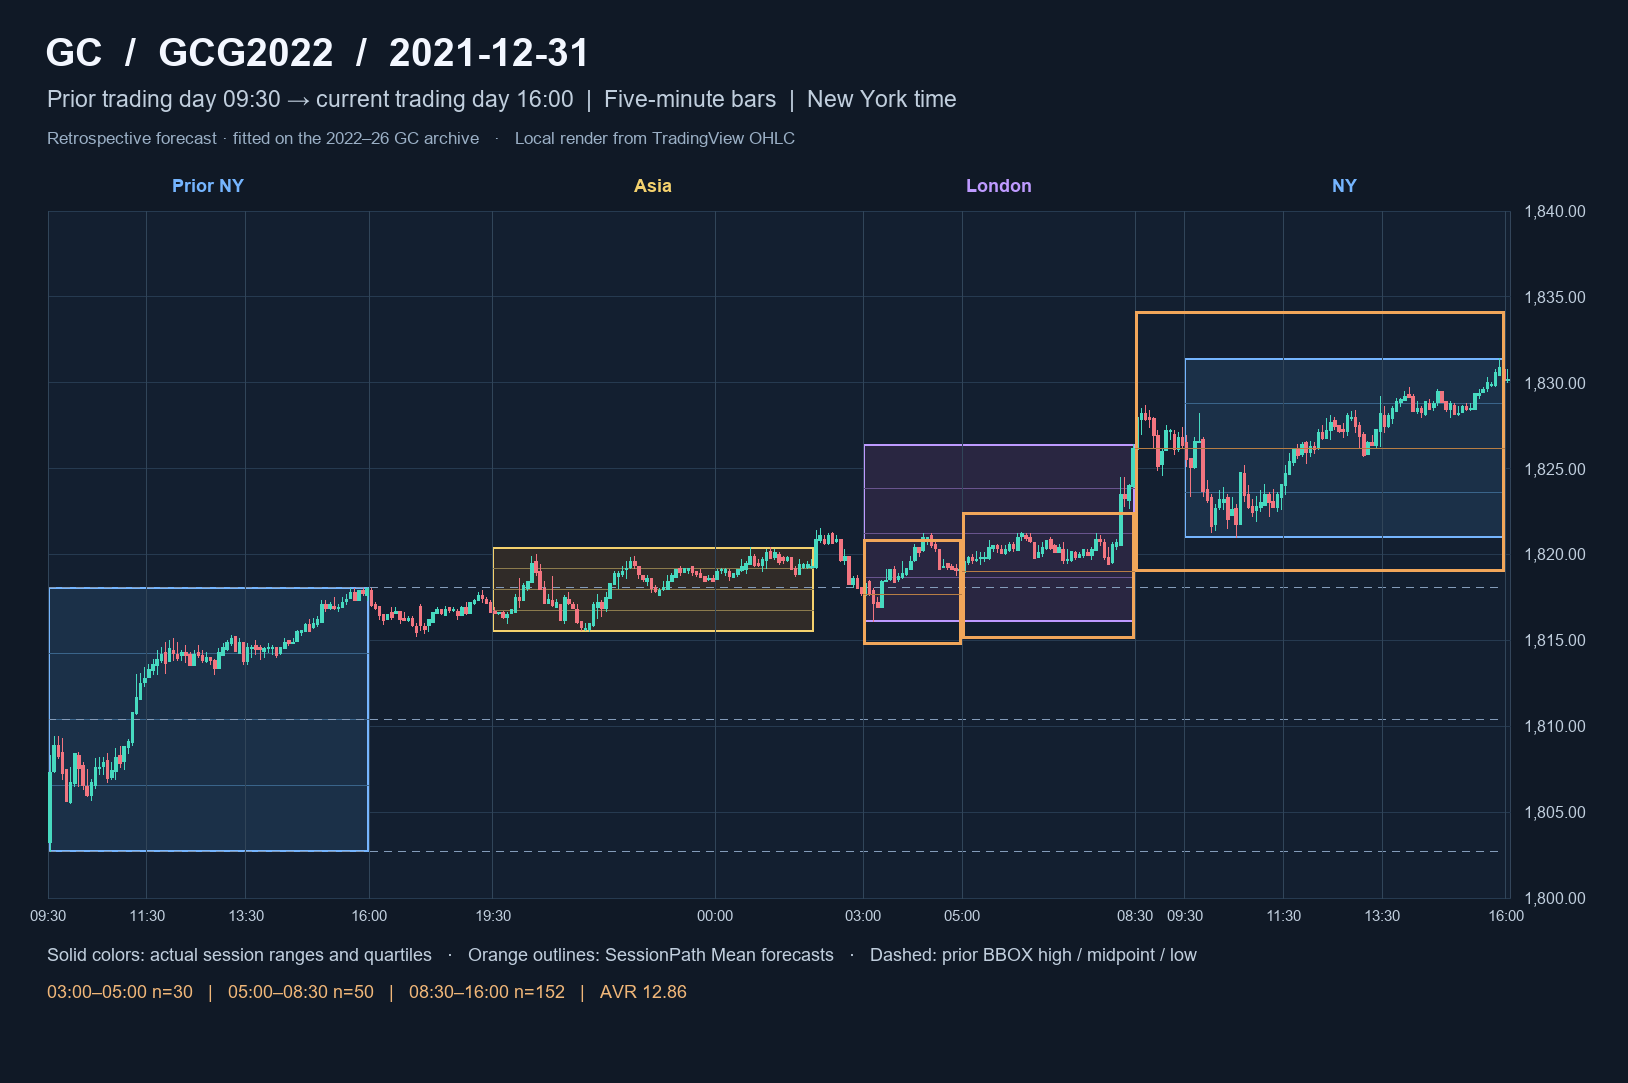 GC / GCG2022 / 2021-12-31
Prior trading day 09:30 → current trading day 16:00 | Five-minute bars | New York time
Retrospective forecast · fitted on the 2022–26 GC archive · Local render from TradingView OHLC
Prior NY Asia London NY
1,840.00
1,835.00
1,830.00
1,825.00
1,820.00
1,815.00
1,810.00
1,805.00
1,800.00
09:30 11:30 13:30 16:00 19:30 00:00 03:00 05:00 08:30 09:30 11:30 13:30 16:00
Solid colors: actual session ranges and quartiles · Orange outlines: SessionPath Mean forecasts · Dashed: prior BBOX high / midpoint / low
03:00–05:00 n=30 | 05:00–08:30 n=50 | 08:30–16:00 n=152 | AVR 12.86